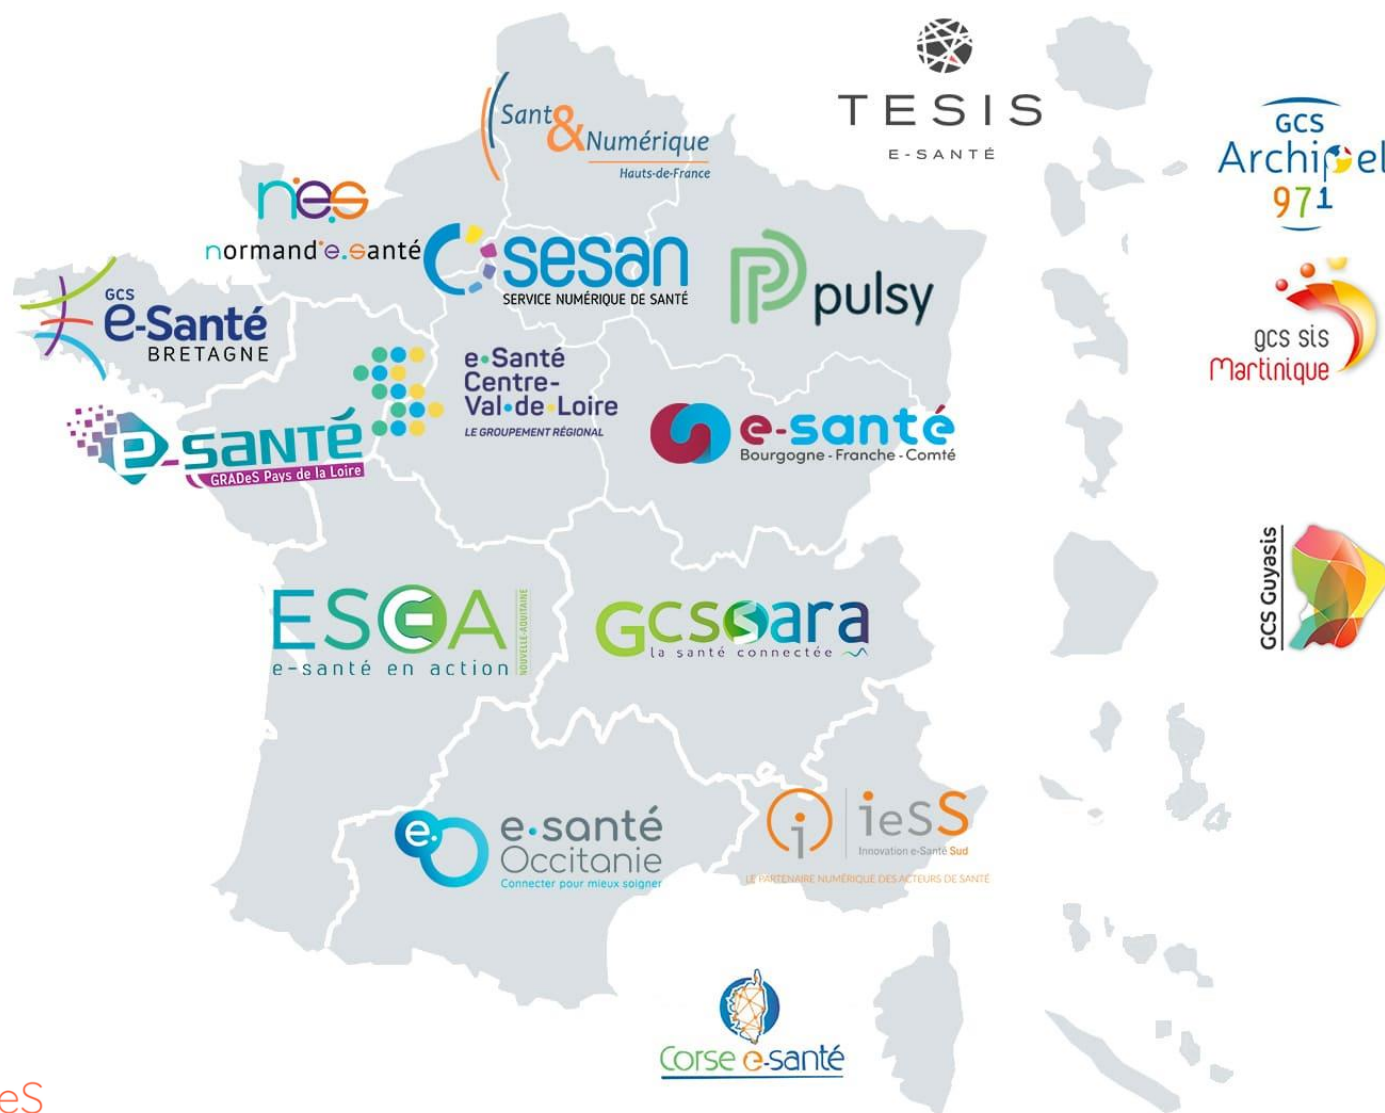 TESIS
E-SANTÉ
Sant&
Numérique
Hauts-de-France
GCS
Archipel
971
nes
normand'e.santé
sesan
SERVICE NUMÉRIQUE DE SANTÉ
pulsy
GCS
e-Santé
BRETAGNE
gcs sis
Martinique
e•Santé
Centre-
Val•de•Loire
LE GROUPEMENT RÉGIONAL
e-santé
GRADeS Pays de la Loire
e-santé
Bourgogne - Franche - Comté
GCS Guyasis
ESEA
NOUVELLE-AQUITAINE
e-santé en action
GCSsara
la santé connectée
e.
e•santé
Occitanie
Connecter pour mieux soigner
i
ieSS
Innovation e-Santé Sud
LE PARTENAIRE NUMÉRIQUE DES ACTEURS DE SANTÉ
Corse e-santé
eS